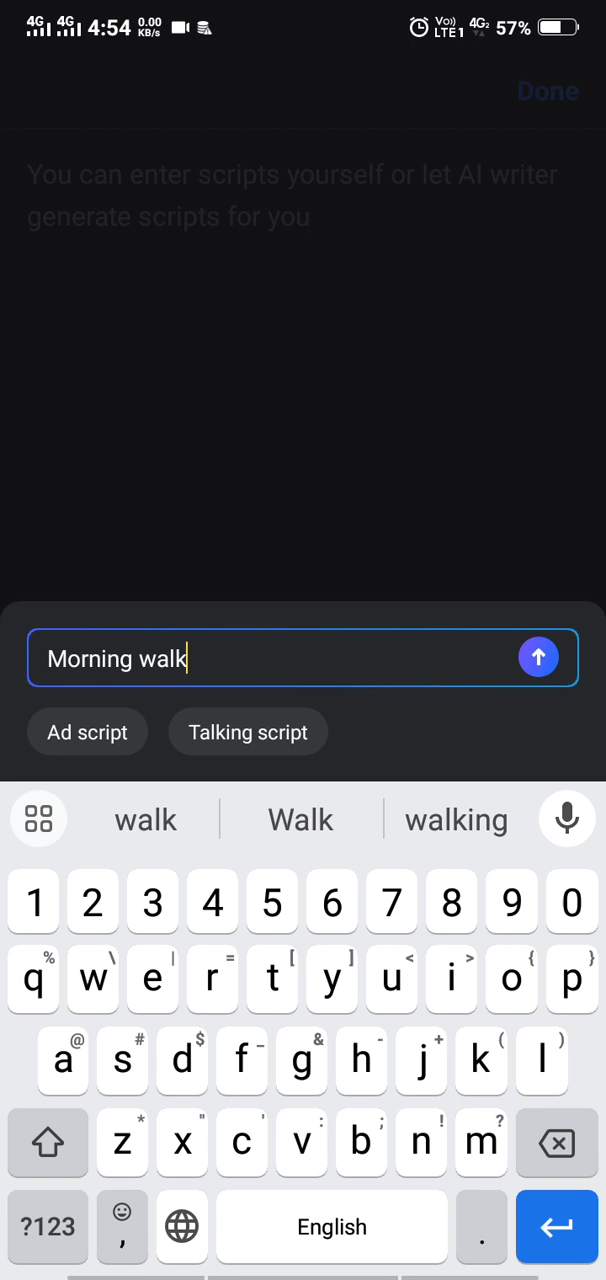 4G 4G 4:54 0.00 KB/s Vo)) LTE1 4G2 57%
Done
You can enter scripts yourself or let AI writer
generate scripts for you
Morning walk
Ad script Talking script
walk Walk walking
1 2 3 4 5 6 7 8 9 0
% \ | = [ ] < > { }
q w e r t y u i o p
@ # $ _ & - + ( )
a s d f g h j k l
* " ' : ; ! ?
z x c v b n m
?123 , English .